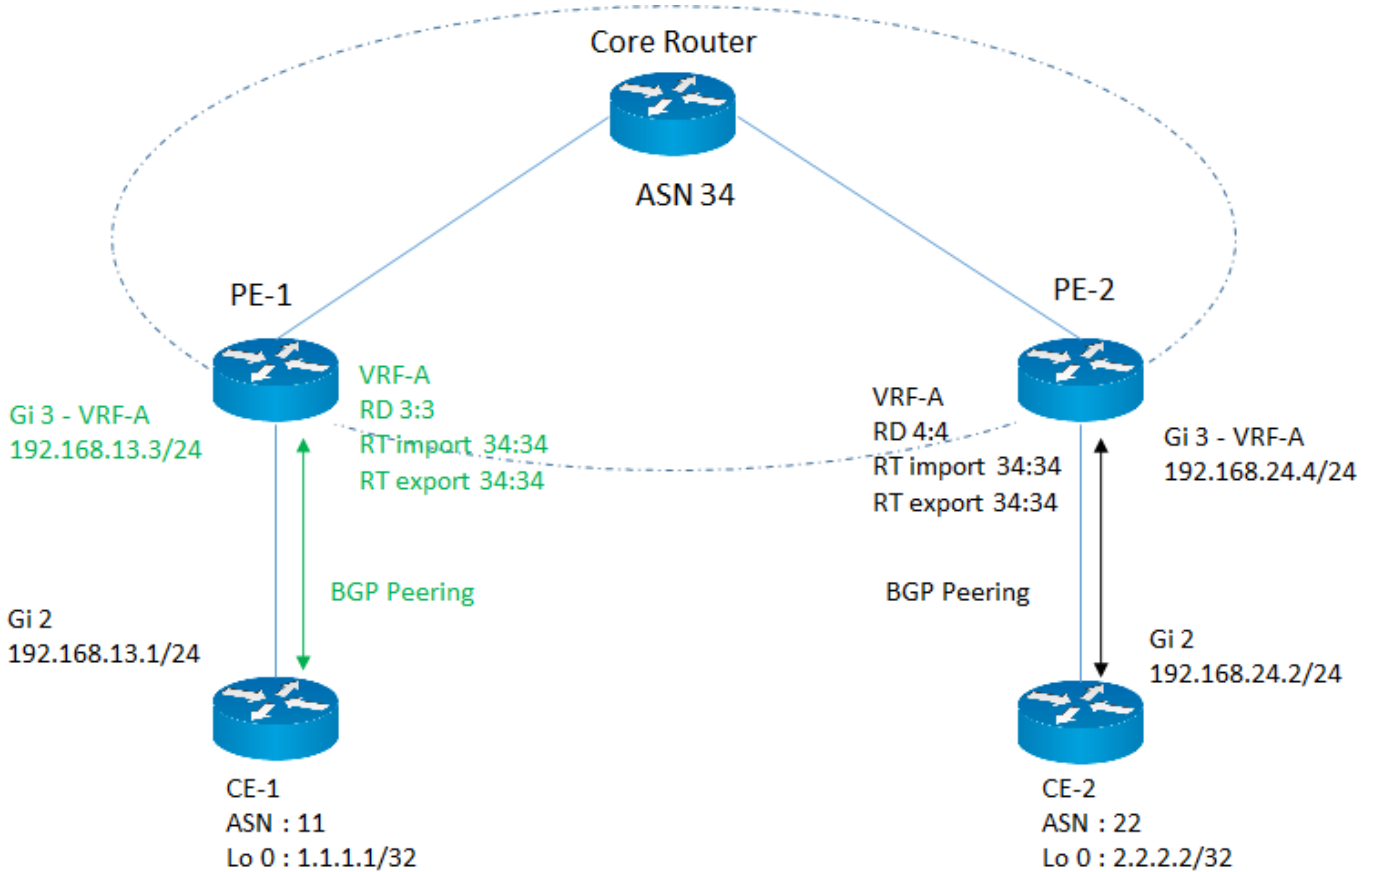 Core Router
ASN 34
PE-1
PE-2
VRF-A
RD 3:3
RT import 34:34
RT export 34:34
Gi 3 - VRF-A
192.168.13.3/24
VRF-A
RD 4:4
RT import 34:34
RT export 34:34
Gi 3 - VRF-A
192.168.24.4/24
BGP Peering
BGP Peering
Gi 2
192.168.13.1/24
Gi 2
192.168.24.2/24
CE-1
ASN : 11
Lo 0 : 1.1.1.1/32
CE-2
ASN : 22
Lo 0 : 2.2.2.2/32